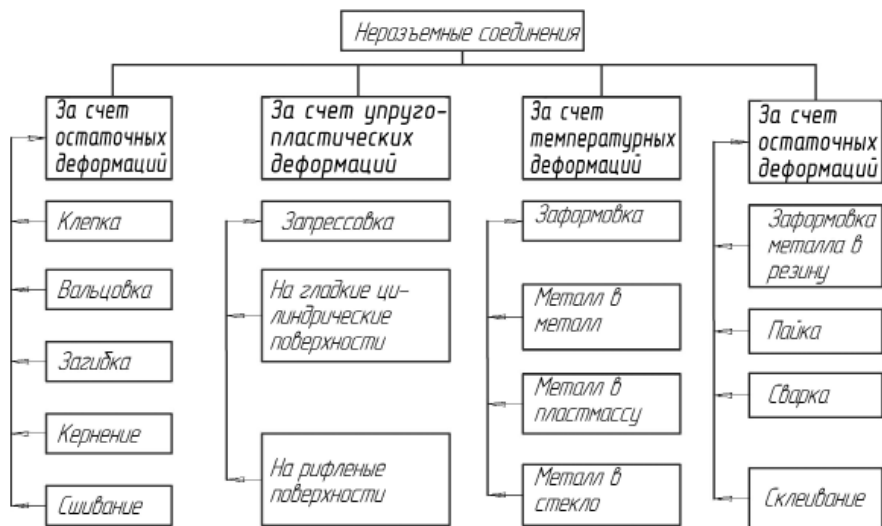 Неразъемные соединения
За счет
остаточных
деформаций
Клепка
Вальцовка
Загибка
Кернение
Сшивание
За счет упруго-
пластических
деформаций
Запрессовка
На гладкие ци-
линдрические
поверхности
На рифленые
поверхности
За счет
температурных
деформаций
Заформовка
Металл в
металл
Металл в
пластмассу
Металл в
стекло
За счет
остаточных
деформаций
Заформовка
металла в
резину
Пайка
Сварка
Склеивание